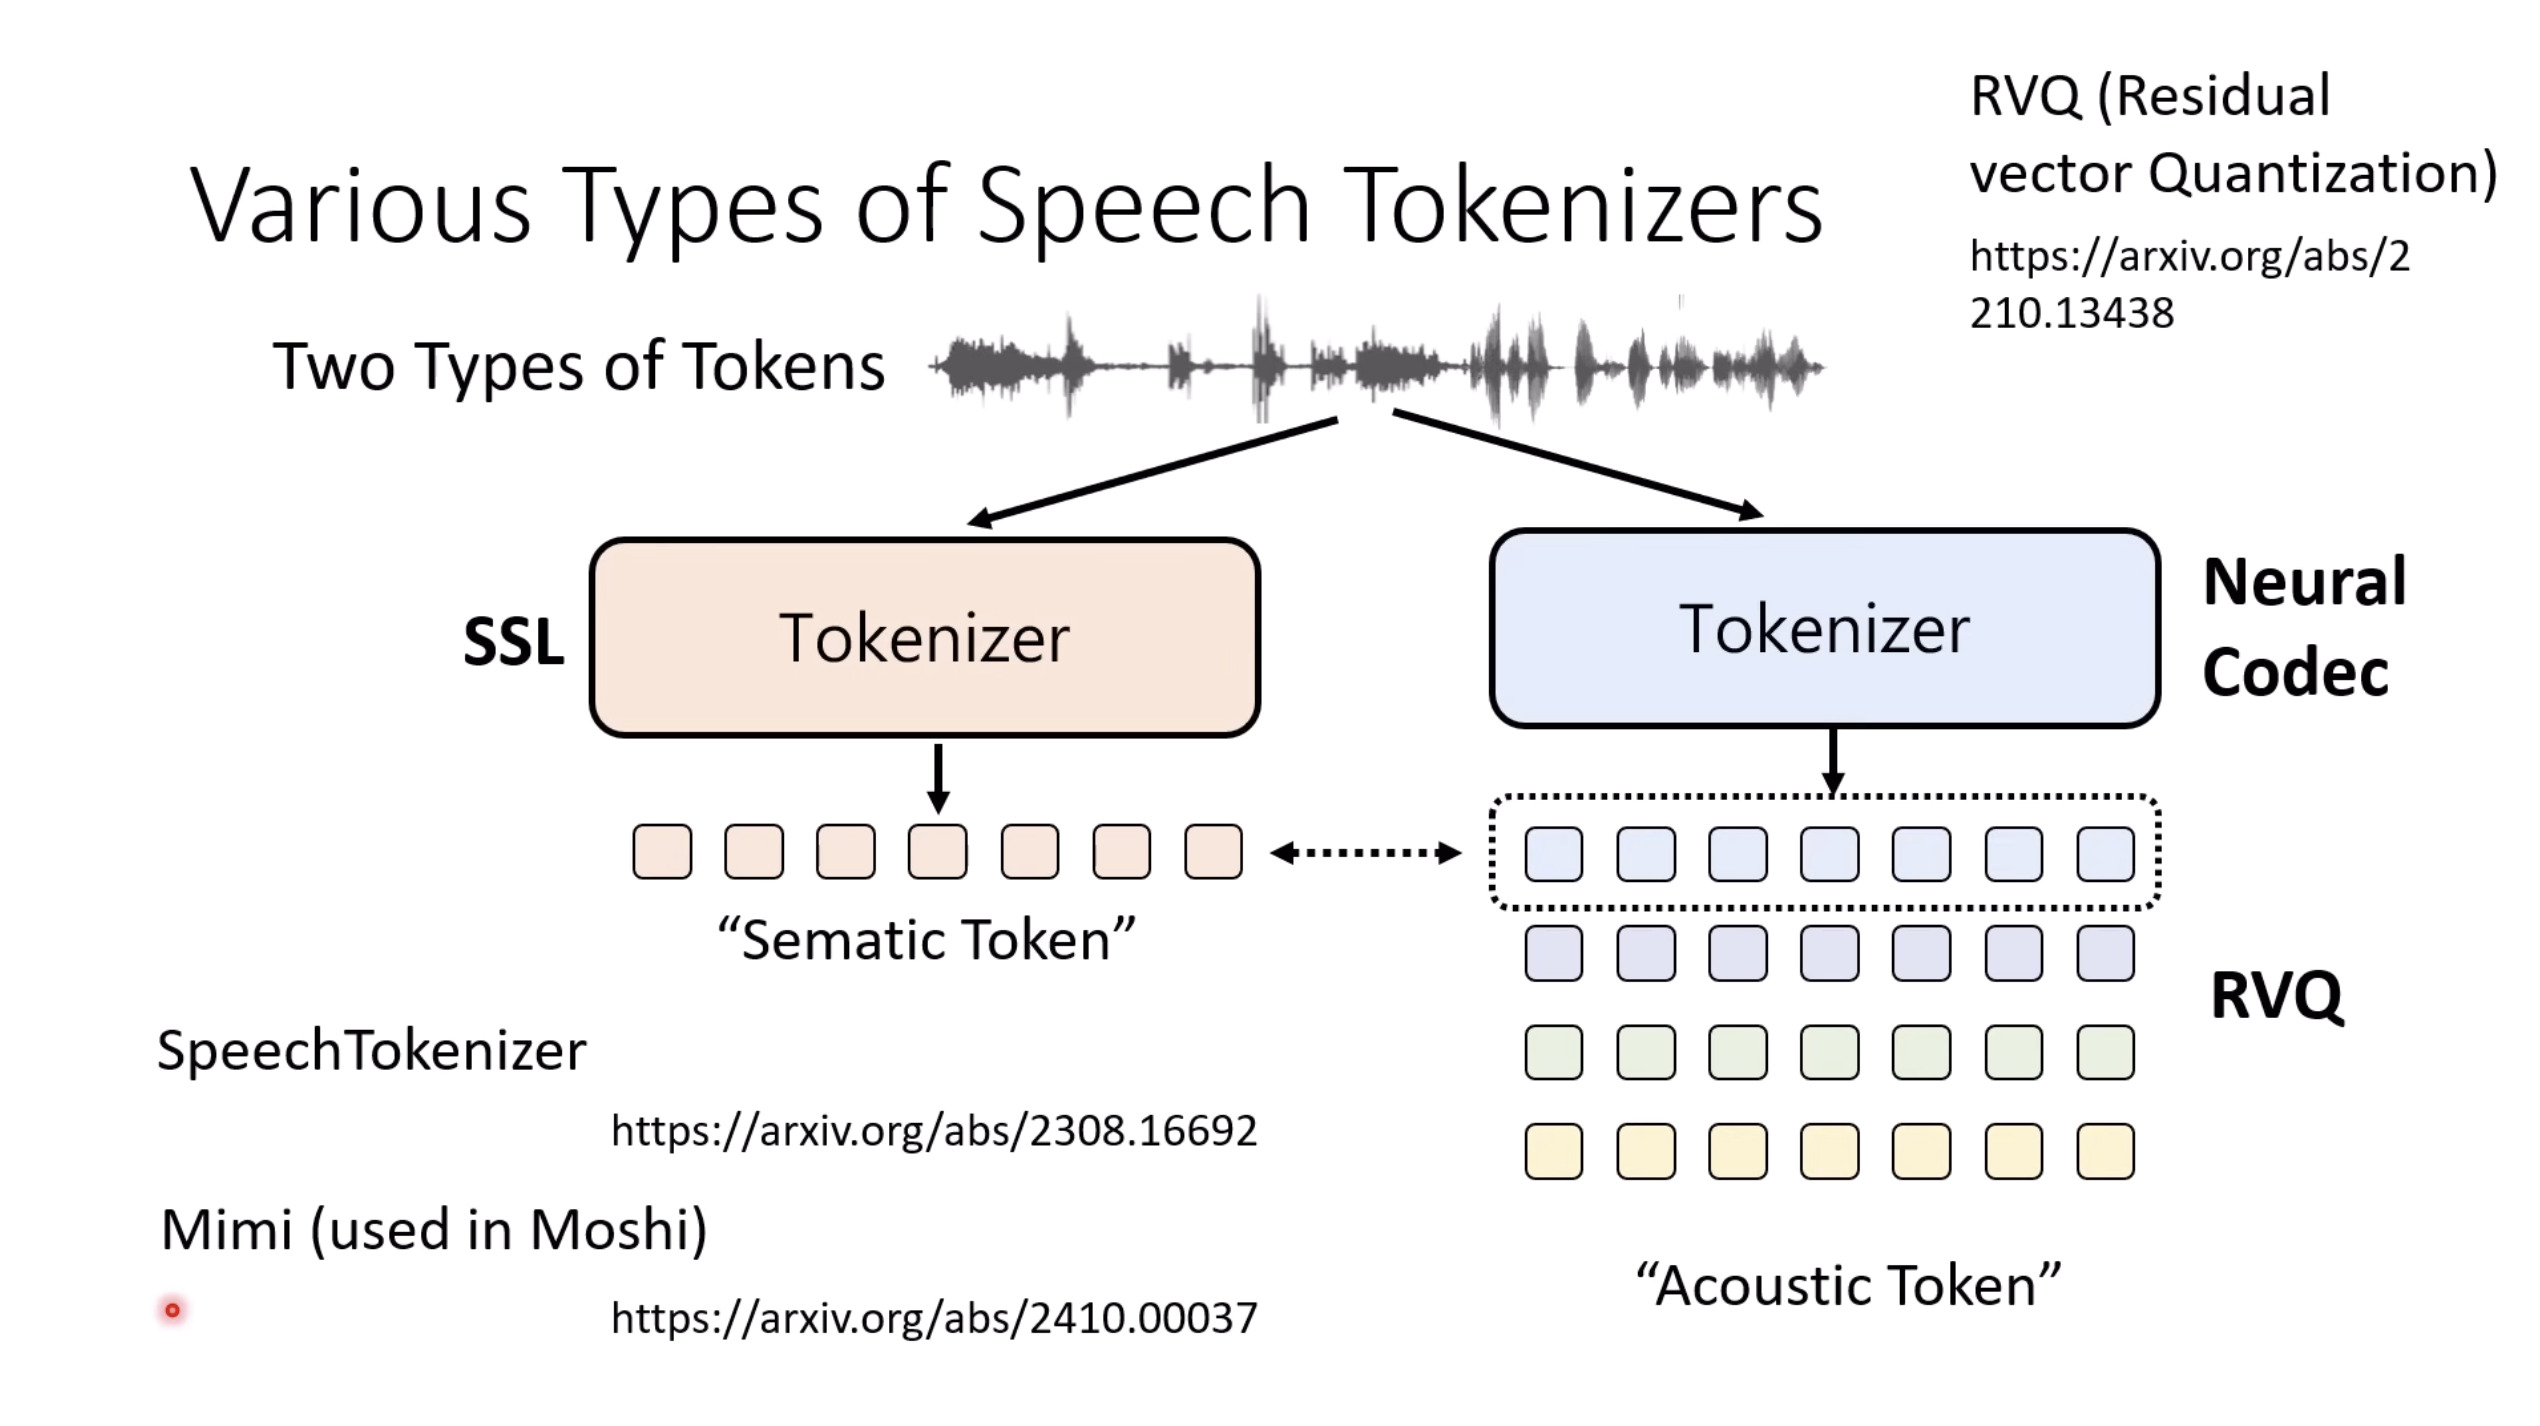 RVQ (Residual
vector Quantization)
https://arxiv.org/abs/2
210.13438
Various Types of Speech Tokenizers
Two Types of Tokens
SSL
Tokenizer
Tokenizer
Neural
Codec
“Sematic Token”
RVQ
SpeechTokenizer
https://arxiv.org/abs/2308.16692
Mimi (used in Moshi)
https://arxiv.org/abs/2410.00037
“Acoustic Token”